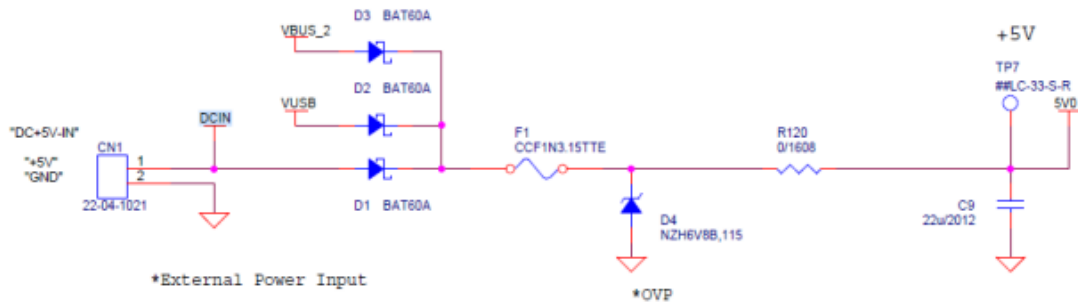 D3 BAT60A
VBUS_2
+5V
D2 BAT60A
TP7
##LC-33-S-R
VUSB
5V0
DCIN
"DC+5V-IN"
F1
CCF1N3.15TTE
R120
0/1608
CN1
"+5V"
1
"GND"
2
22-04-1021
D1 BAT60A
D4
NZH6V8B,115
C9
22u/2012
*External Power Input
*OVP